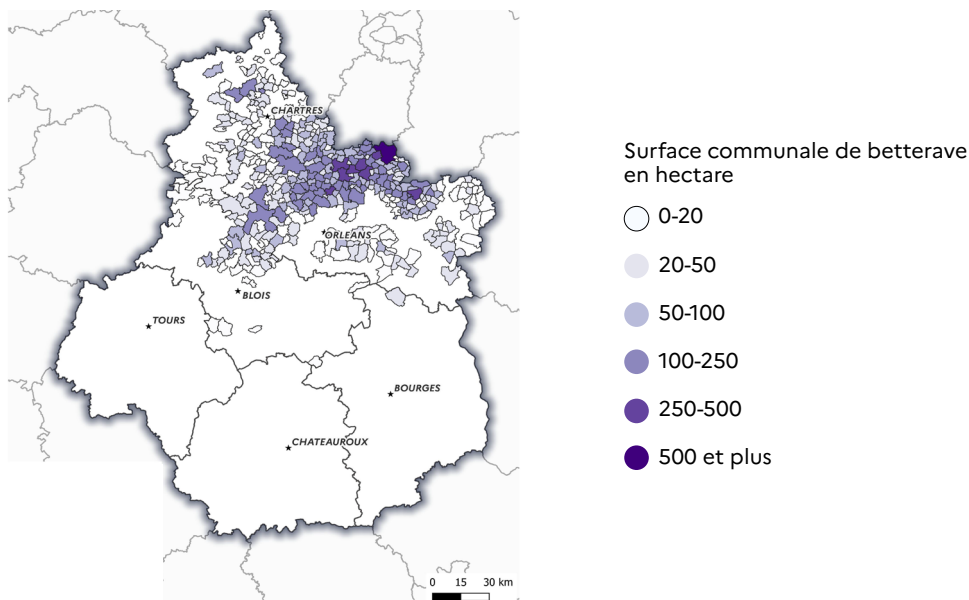 CHARTRES
ORLEANS
BLOIS
TOURS
BOURGES
CHATEAUROUX
0 15 30 km
Surface communale de betterave
en hectare
0-20
20-50
50-100
100-250
250-500
500 et plus